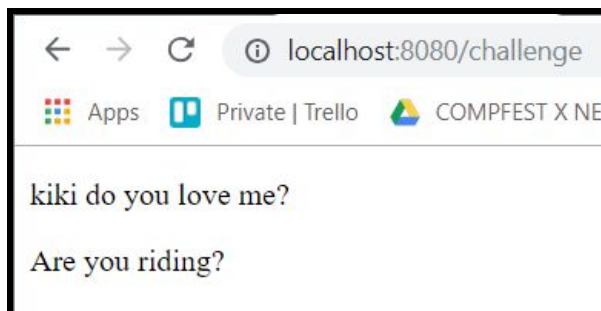 localhost:8080/challenge
Apps Private | Trello COMPFEST X NE
kiki do you love me?
Are you riding?